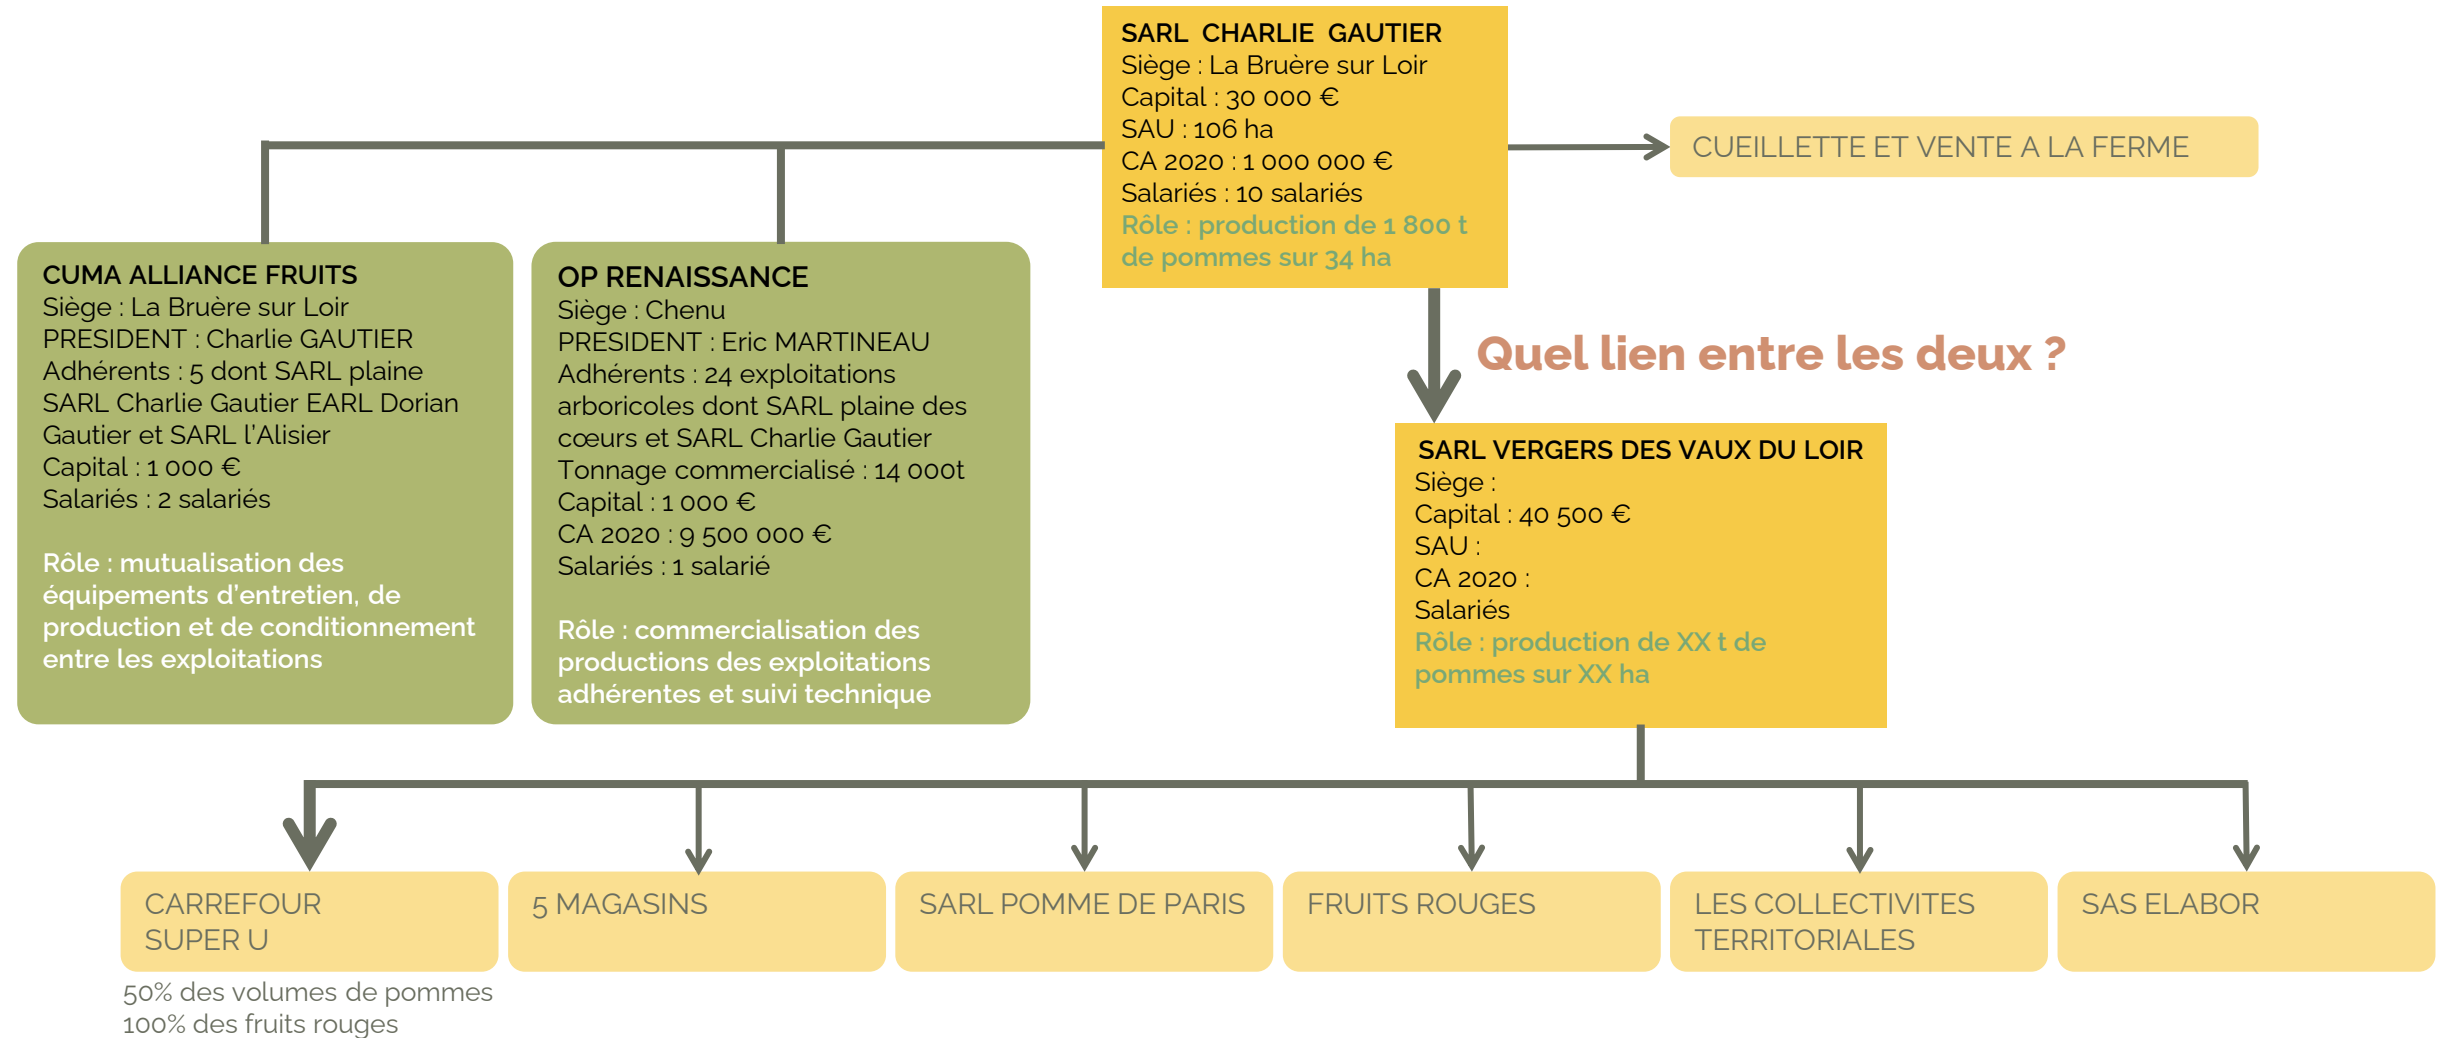 SARL CHARLIE GAUTIER
Siège : La Bruère sur Loir
Capital : 30 000 €
SAU : 106 ha
CA 2020 : 1 000 000 €
Salariés : 10 salariés
Rôle : production de 1 800 t
de pommes sur 34 ha
CUEILLETTE ET VENTE A LA FERME
CUMA ALLIANCE FRUITS
Siège : La Bruère sur Loir
PRESIDENT : Charlie GAUTIER
Adhérents : 5 dont SARL plaine
SARL Charlie Gautier EARL Dorian
Gautier et SARL l’Alisier
Capital : 1 000 €
Salariés : 2 salariés
Rôle : mutualisation des
équipements d’entretien, de
production et de conditionnement
entre les exploitations
OP RENAISSANCE
Siège : Chenu
PRESIDENT : Eric MARTINEAU
Adhérents : 24 exploitations
arboricoles dont SARL plaine des
cœurs et SARL Charlie Gautier
Tonnage commercialisé : 14 000t
Capital : 1 000 €
CA 2020 : 9 500 000 €
Salariés : 1 salarié
Rôle : commercialisation des
productions des exploitations
adhérentes et suivi technique
Quel lien entre les deux ?
SARL VERGERS DES VAUX DU LOIR
Siège :
Capital : 40 500 €
SAU :
CA 2020 :
Salariés
Rôle : production de XX t de
pommes sur XX ha
CARREFOUR
SUPER U
5 MAGASINS
SARL POMME DE PARIS
FRUITS ROUGES
LES COLLECTIVITES
TERRITORIALES
SAS ELABOR
50% des volumes de pommes
100% des fruits rouges